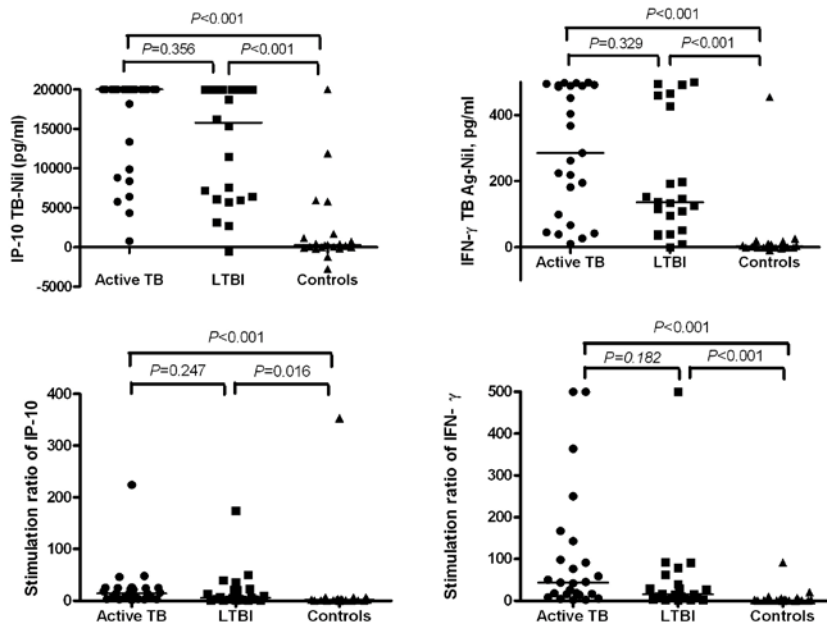 P<0.001
P=0.356
P<0.001
IP-10 TB-Nil (pg/ml)
20000
15000
10000
5000
0
-5000
Active TB
LTBI
Controls
P<0.001
P=0.329
P<0.001
IFN-γ TB Ag-Nil, pg/ml
400
200
0
Active TB
LTBI
Controls
P<0.001
P=0.247
P=0.016
Stimulation ratio of IP-10
400
300
200
100
0
Active TB
LTBI
Controls
P<0.001
P=0.182
P<0.001
Stimulation ratio of IFN- γ
500
400
300
200
100
0
Active TB
LTBI
Controls